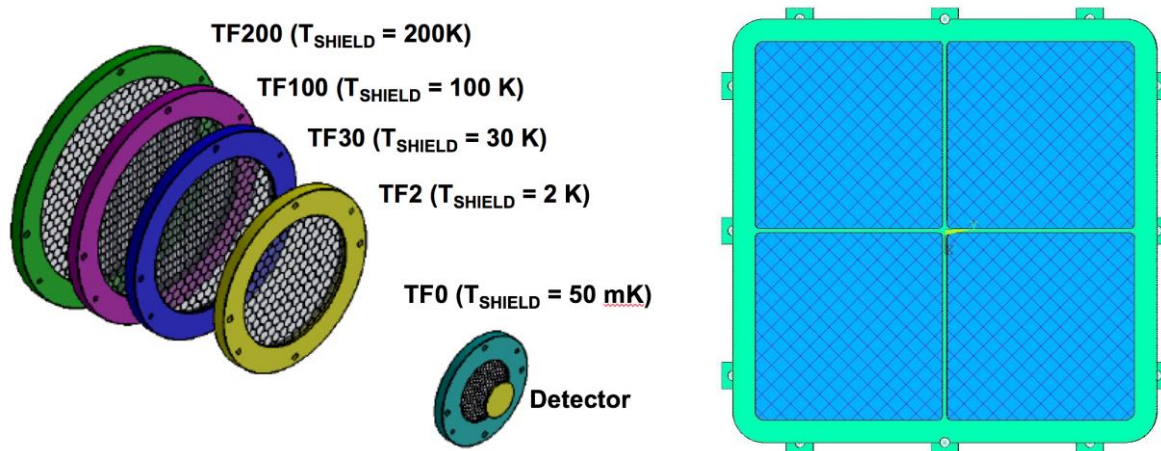 TF200 (TSHIELD = 200K)
TF100 (TSHIELD = 100 K)
TF30 (TSHIELD = 30 K)
TF2 (TSHIELD = 2 K)
TF0 (TSHIELD = 50 mK)
Detector